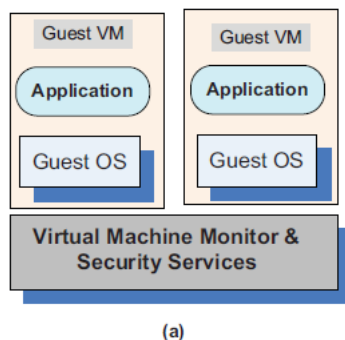 Guest VM
Application
Guest OS
Guest VM
Application
Guest OS
Virtual Machine Monitor &
Security Services
(a)